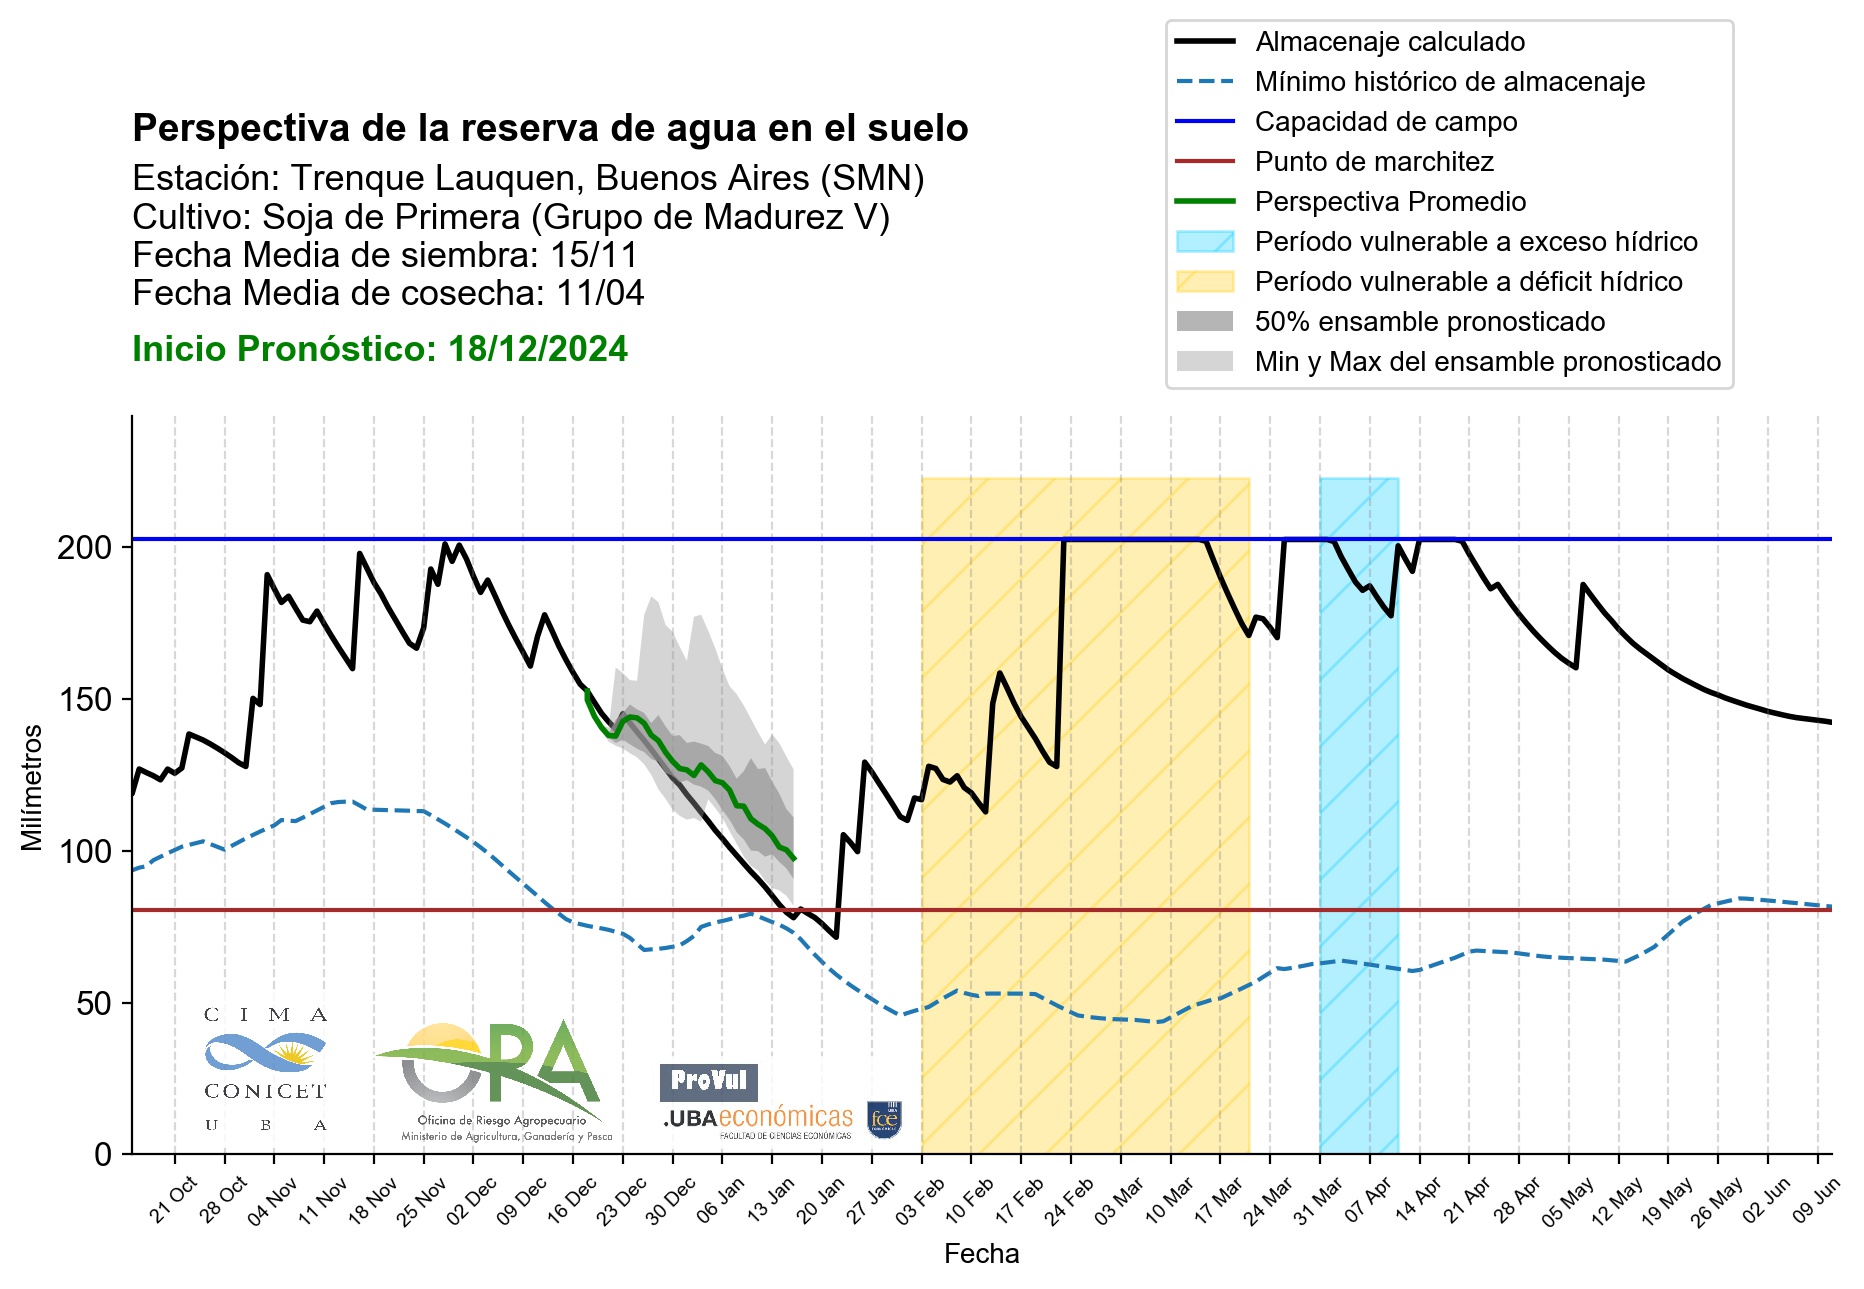 Almacenaje calculado
Mínimo histórico de almacenaje
Capacidad de campo
Punto de marchitez
Perspectiva Promedio
Período vulnerable a exceso hídrico
Período vulnerable a déficit hídrico
50% ensamble pronosticado
Min y Max del ensamble pronosticado
Perspectiva de la reserva de agua en el suelo
Estación: Trenque Lauquen, Buenos Aires (SMN)
Cultivo: Soja de Primera (Grupo de Madurez V)
Fecha Media de siembra: 15/11
Fecha Media de cosecha: 11/04
Inicio Pronóstico: 18/12/2024
Milímetros
200
150
100
50
0
CIMA
CONICET
UBA
ORA
Oficina de Riesgo Agropecuario
Ministerio de Agricultura, Ganadería y Pesca
ProVul
.UBAeconómicas
FACULTAD DE CIENCIAS ECONÓMICAS
UBA
fce
ECONÓMICAS
21 Oct
28 Oct
04 Nov
11 Nov
18 Nov
25 Nov
02 Dec
09 Dec
16 Dec
23 Dec
30 Dec
06 Jan
13 Jan
20 Jan
27 Jan
03 Feb
10 Feb
17 Feb
24 Feb
03 Mar
10 Mar
17 Mar
24 Mar
31 Mar
07 Apr
14 Apr
21 Apr
28 Apr
05 May
12 May
19 May
26 May
02 Jun
09 Jun
Fecha